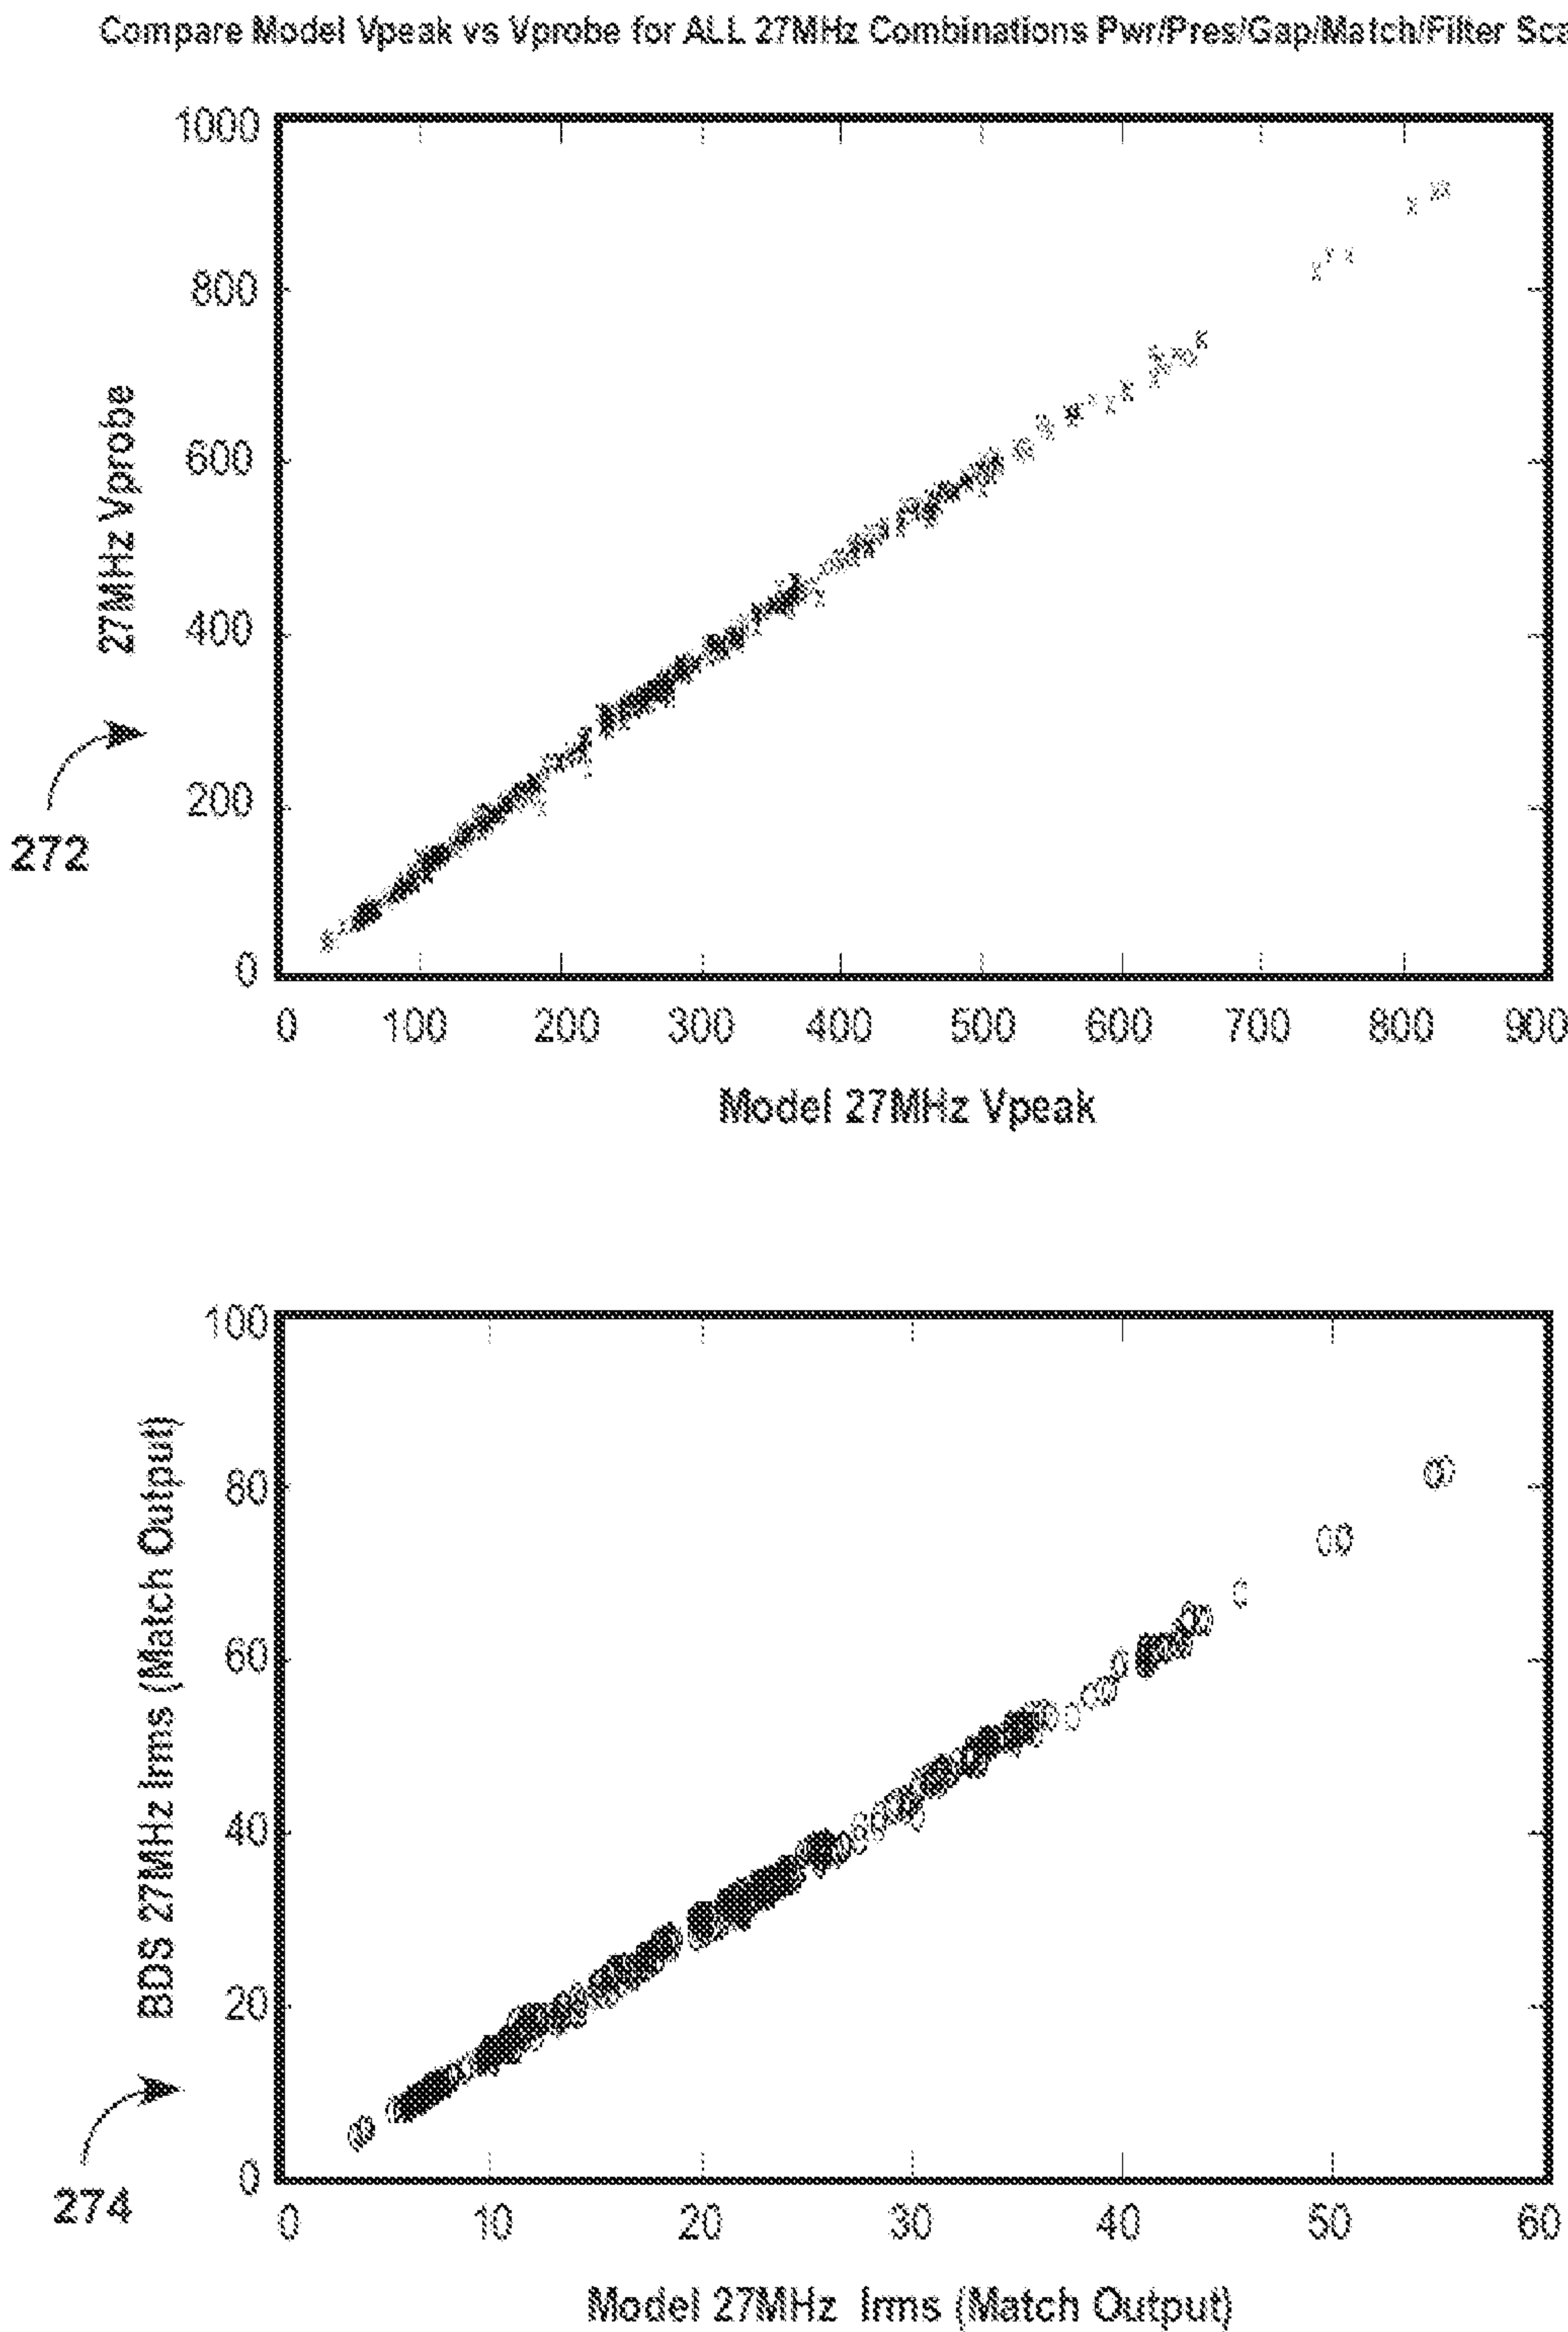 Compare Model Vpeak vs Vprobe for ALL 27MHz Combinations Pwr/Pres/Gap/Match/Filter
1000
800
600
400
200
0
27MHz Vprobe
272
0 100 200 300 400 500 600 700 800 900
Model 27MHz Vpeak
100
80
60
40
20
0
BDS 27MHz Irms (Match Output)
274
0 10 20 30 40 50 60
Model 27MHz Irms (Match Output)